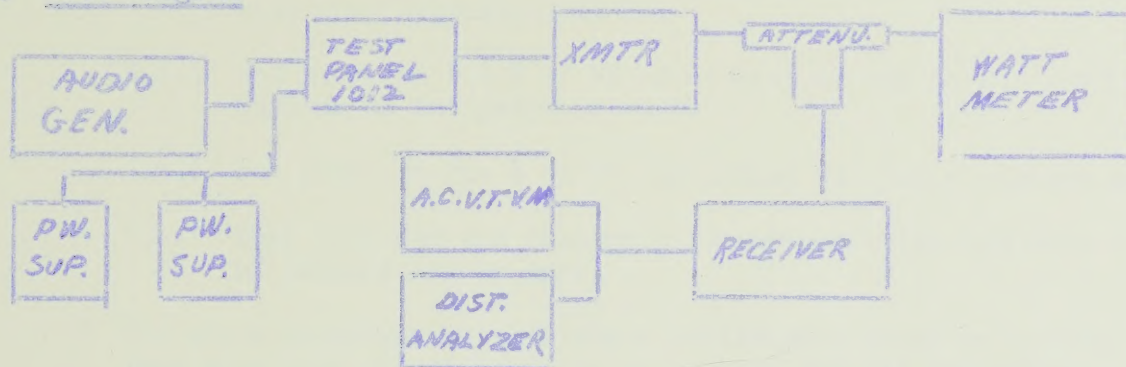 AUDIO
GEN.
TEST
PANEL
1012
XMTR
ATTENU.
WATT
METER
PW.
SUP.
PW.
SUP.
A.C.V.T.V.M
RECEIVER
DIST.
ANALYZER